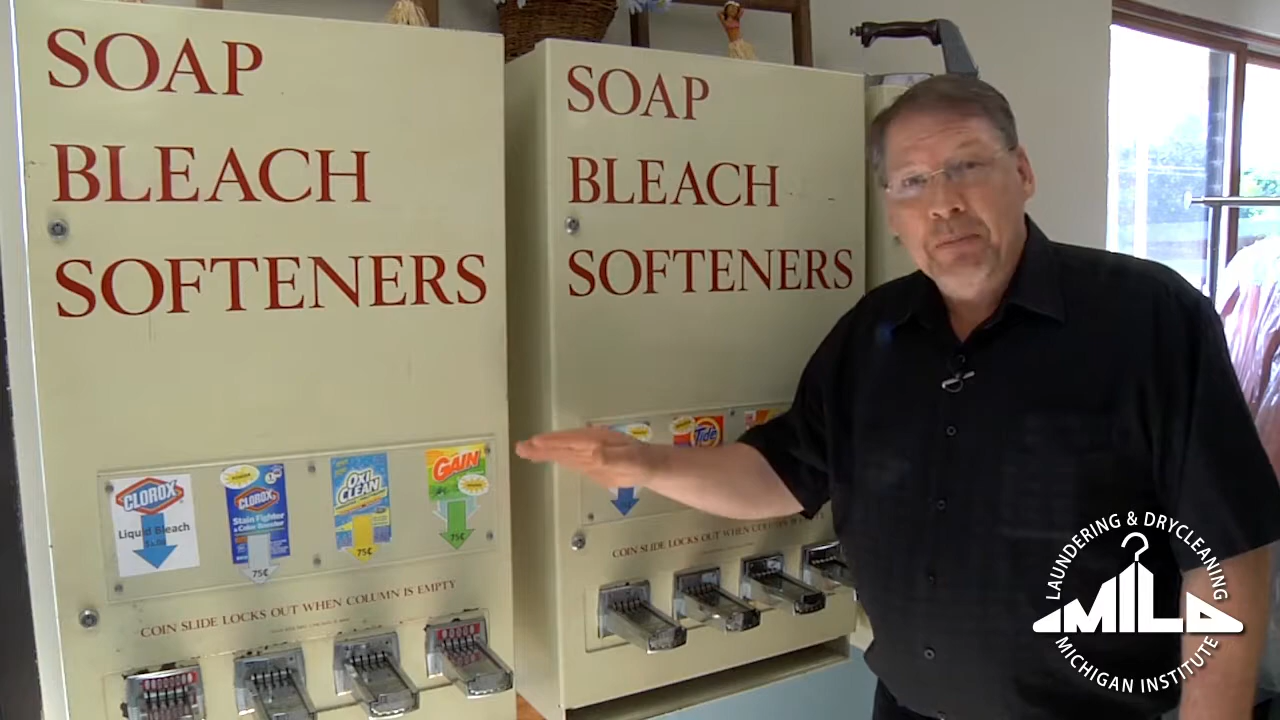 SOAP
BLEACH
SOFTENERS
CLOROX
Liquid Bleach
CLOROX
Stain Fighter
& Color Booster
75¢
OXI
CLEAN
75¢
GAIN
75¢
COIN SLIDE LOCKS OUT WHEN COLUMN IS EMPTY
SOAP
BLEACH
SOFTENERS
Tide
COIN SLIDE LOCKS OUT WHEN COLUMN IS
LAUNDERING & DRYCLEANING
MILD
MICHIGAN INSTITUTE